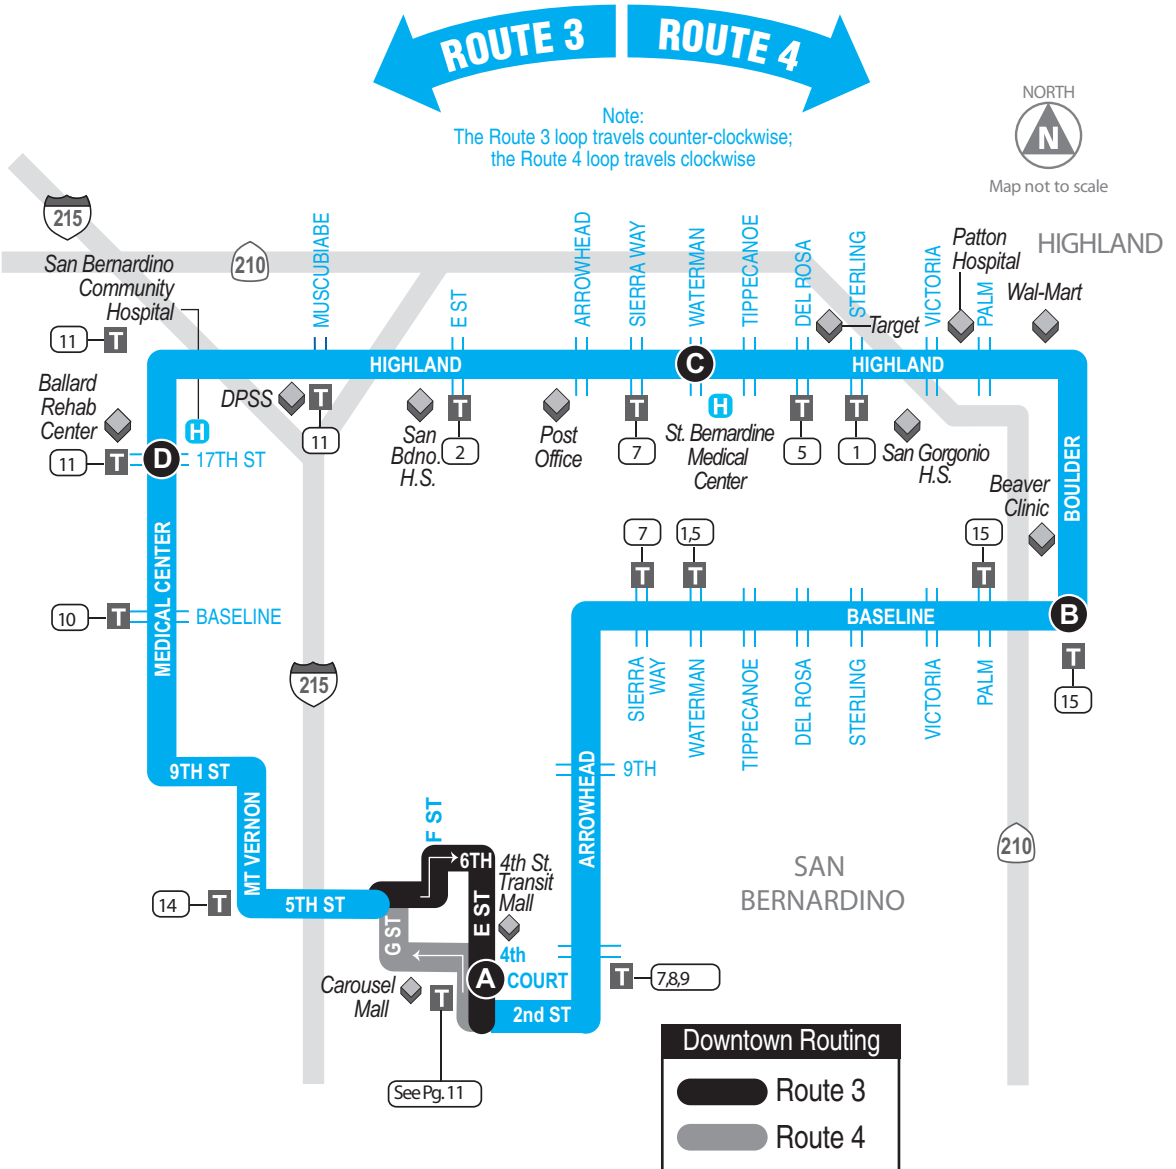 ROUTE 3
ROUTE 4
Note:
The Route 3 loop travels counter-clockwise;
the Route 4 loop travels clockwise
NORTH
N
Map not to scale
215
210
HIGHLAND
San Bernardino
Community
Hospital
MUSCUBIABE
E ST
ARROWHEAD
SIERRA WAY
WATERMAN
TIPPECANOE
DEL ROSA
STERLING
VICTORIA
PALM
Patton
Hospital
Wal-Mart
Target
11
T
HIGHLAND
C
HIGHLAND
Ballard
Rehab
Center
H
DPSS
T
11
San
Bdno.
H.S.
T
2
Post
Office
T
7
H
St. Bernardine
Medical
Center
T
5
T
1
San Gorgonio
H.S.
Beaver
Clinic
BOULDER
11
T
D
17TH ST
MEDICAL CENTER
7
T
1,5
T
15
T
10
T
BASELINE
BASELINE
B
T
15
SIERRA
WAY
WATERMAN
TIPPECANOE
DEL ROSA
STERLING
VICTORIA
PALM
215
9TH ST
MT VERNON
9TH
ARROWHEAD
F ST
6TH
E ST
4th St.
Transit
Mall
210
SAN
BERNARDINO
14
T
5TH ST
G ST
4th
A
COURT
T
7,8,9
Carousel
Mall
T
2nd ST
See Pg. 11
Downtown Routing
Route 3
Route 4